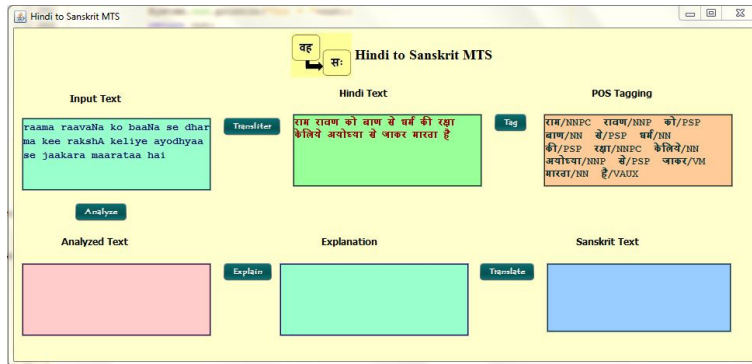 Hindi to Sanskrit MTS
वह
सः
Hindi to Sanskrit MTS
Input Text
Hindi Text
POS Tagging
raama raavaNa ko baaNa se dhar
ma kee rakshA keliye ayodhyaa
se jaakara maarataa hai
Transliter
राम रावण को बाण से धर्म की रक्षा
केलिये अयोध्या से जाकर मारता है
Tag
राम/NNPC रावण/NNP को/PSP
बाण/NN से/PSP धर्म/NN
की/PSP रक्षा/NNPC केलिये/NN
अयोध्या/NNP से/PSP जाकर/VM
मारता/NN है/VAUX
Analyze
Analyzed Text
Explanation
Sanskrit Text
Explain
Translate